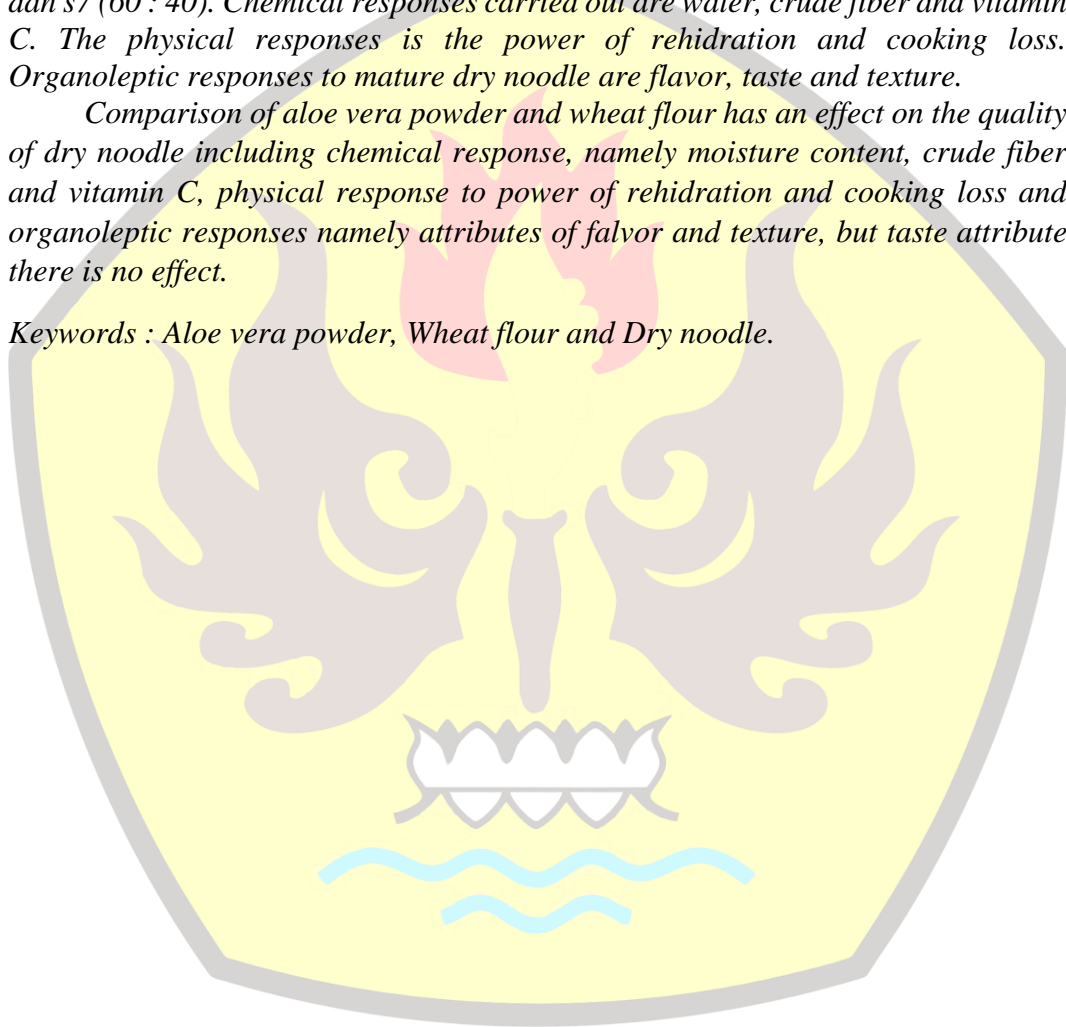 dan s7 (60 : 40). Chemical responses carried out are water, crude fiber and vitamin
C. The physical responses is the power of rehidration and cooking loss.
Organoleptic responses to mature dry noodle are flavor, taste and texture.
Comparison of aloe vera powder and wheat flour has an effect on the quality
of dry noodle including chemical response, namely moisture content, crude fiber
and vitamin C, physical response to power of rehidration and cooking loss and
organoleptic responses namely attributes of falvor and texture, but taste attribute
there is no effect.
Keywords : Aloe vera powder, Wheat flour and Dry noodle.